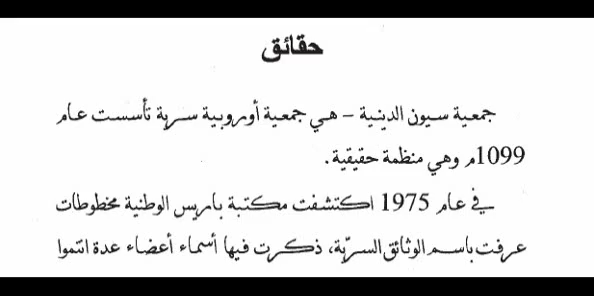 حقائق
جمعية سيون الدينية – هي جمعية أوروبية سرية تأسست عام
1099م وهي منظمة حقيقية.
في عام 1975 اكتشفت مكتبة باريس الوطنية مخطوطات
عرفت باسم الوثائق السرّية، ذكرت فيها أسماء أعضاء عدة انتموا